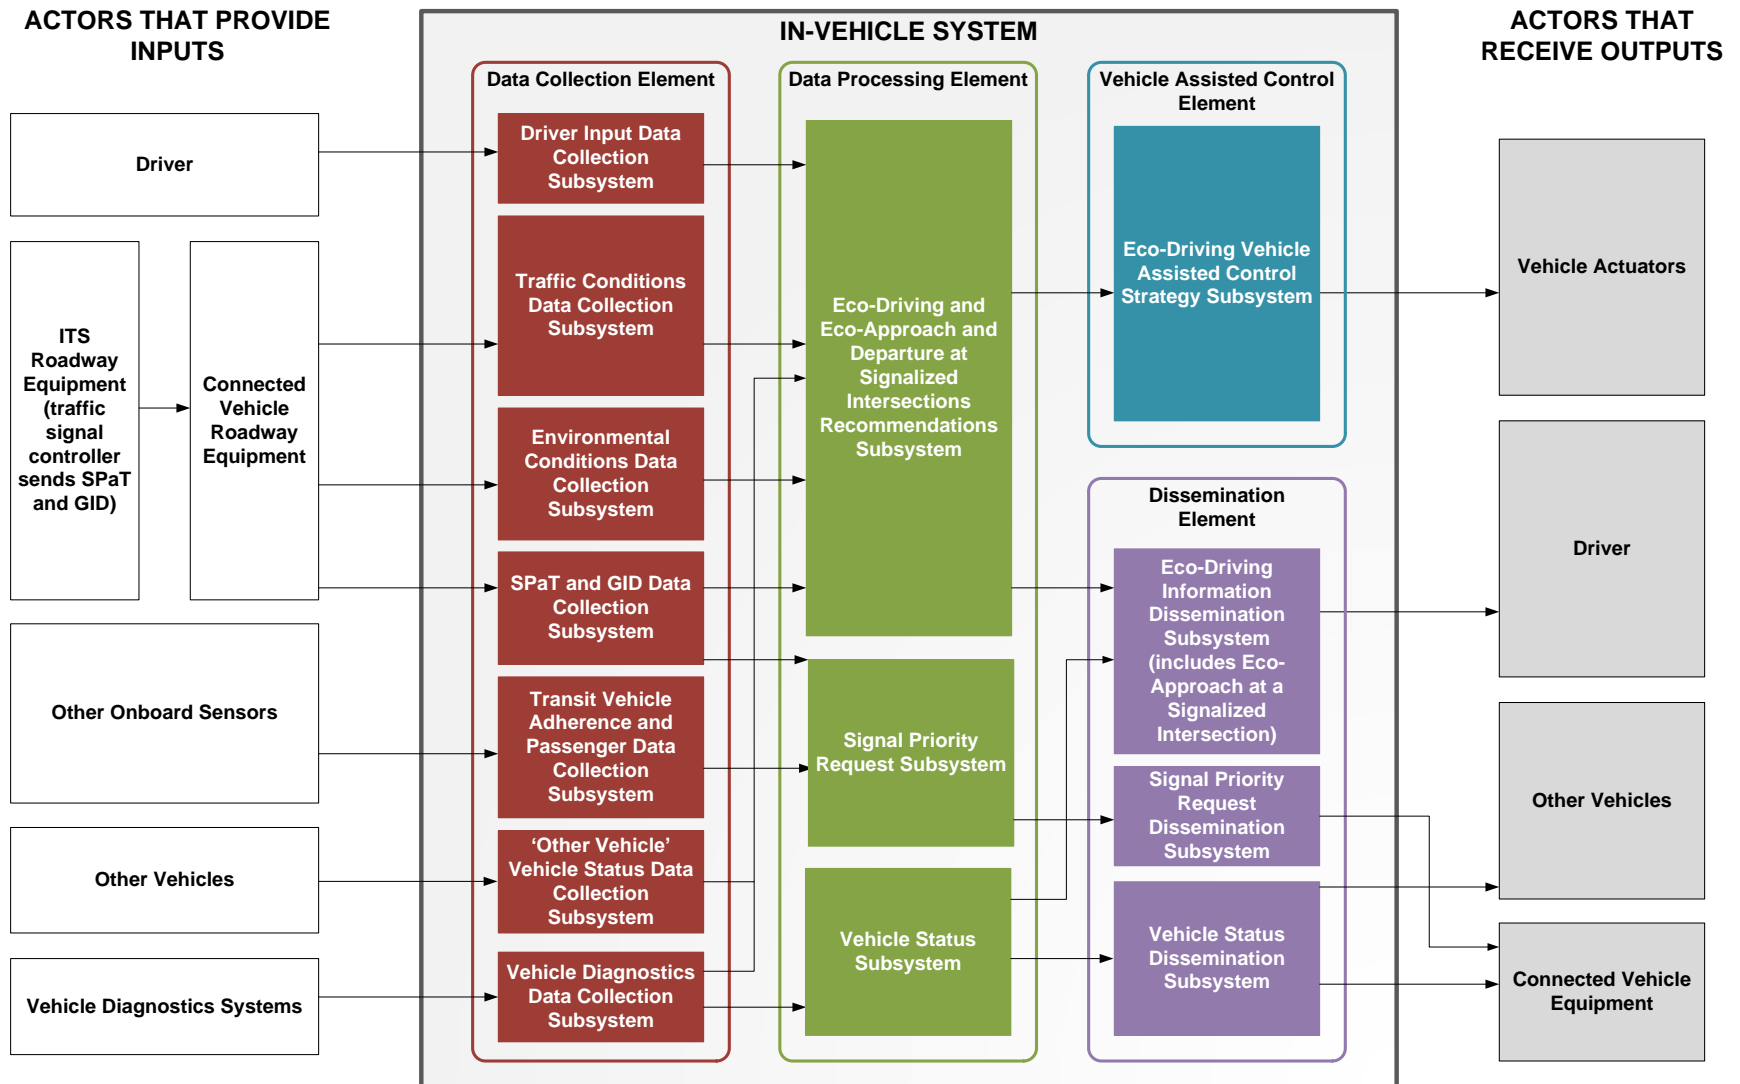 ACTORS THAT PROVIDE
INPUTS
IN-VEHICLE SYSTEM
ACTORS THAT
RECEIVE OUTPUTS
Driver
ITS
Roadway
Equipment
(traffic
signal
controller
sends SPaT
and GID)
Connected
Vehicle
Roadway
Equipment
Other Onboard Sensors
Other Vehicles
Vehicle Diagnostics Systems
Data Collection Element
Driver Input Data
Collection
Subsystem
Traffic Conditions
Data Collection
Subsystem
Environmental
Conditions Data
Collection
Subsystem
SPaT and GID Data
Collection
Subsystem
Transit Vehicle
Adherence and
Passenger Data
Collection
Subsystem
‘Other Vehicle’
Vehicle Status Data
Collection
Subsystem
Vehicle Diagnostics
Data Collection
Subsystem
Data Processing Element
Eco-Driving and
Eco-Approach and
Departure at
Signalized
Intersections
Recommendations
Subsystem
Signal Priority
Request Subsystem
Vehicle Status
Subsystem
Vehicle Assisted Control
Element
Eco-Driving Vehicle
Assisted Control
Strategy Subsystem
Dissemination
Element
Eco-Driving
Information
Dissemination
Subsystem
(includes Eco-
Approach at a
Signalized
Intersection)
Signal Priority
Request
Dissemination
Subsystem
Vehicle Status
Dissemination
Subsystem
Vehicle Actuators
Driver
Other Vehicles
Connected Vehicle
Equipment